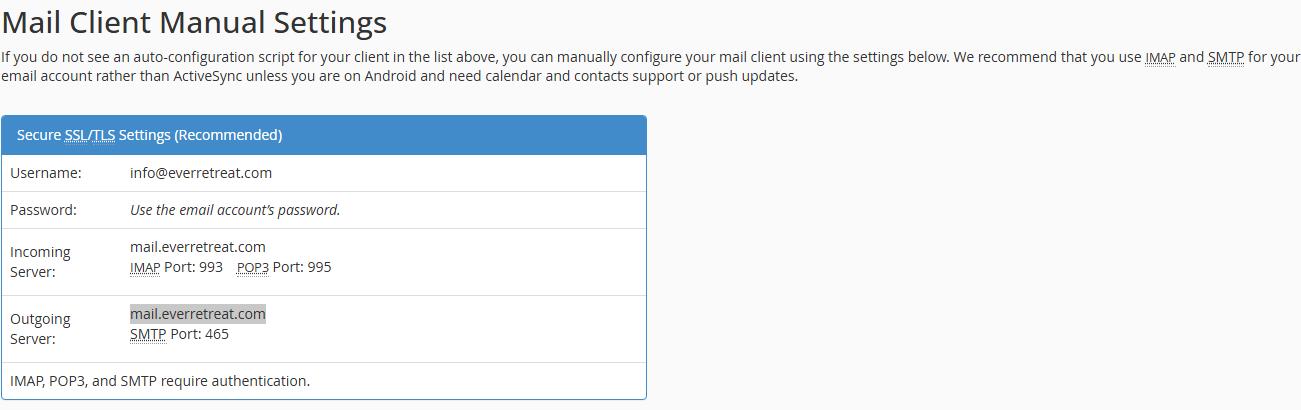 Mail Client Manual Settings
If you do not see an auto-configuration script for your client in the list above, you can manually configure your mail client using the settings below. We recommend that you use IMAP and SMTP for your
email account rather than ActiveSync unless you are on Android and need calendar and contacts support or push updates.
Secure SSL/TLS Settings (Recommended)
Username: info@everretreat.com
Password: Use the email account's password.
Incoming
Server:
mail.everretreat.com
IMAP Port: 993 POP3 Port: 995
Outgoing
Server:
mail.everretreat.com
SMTP Port: 465
IMAP, POP3, and SMTP require authentication.